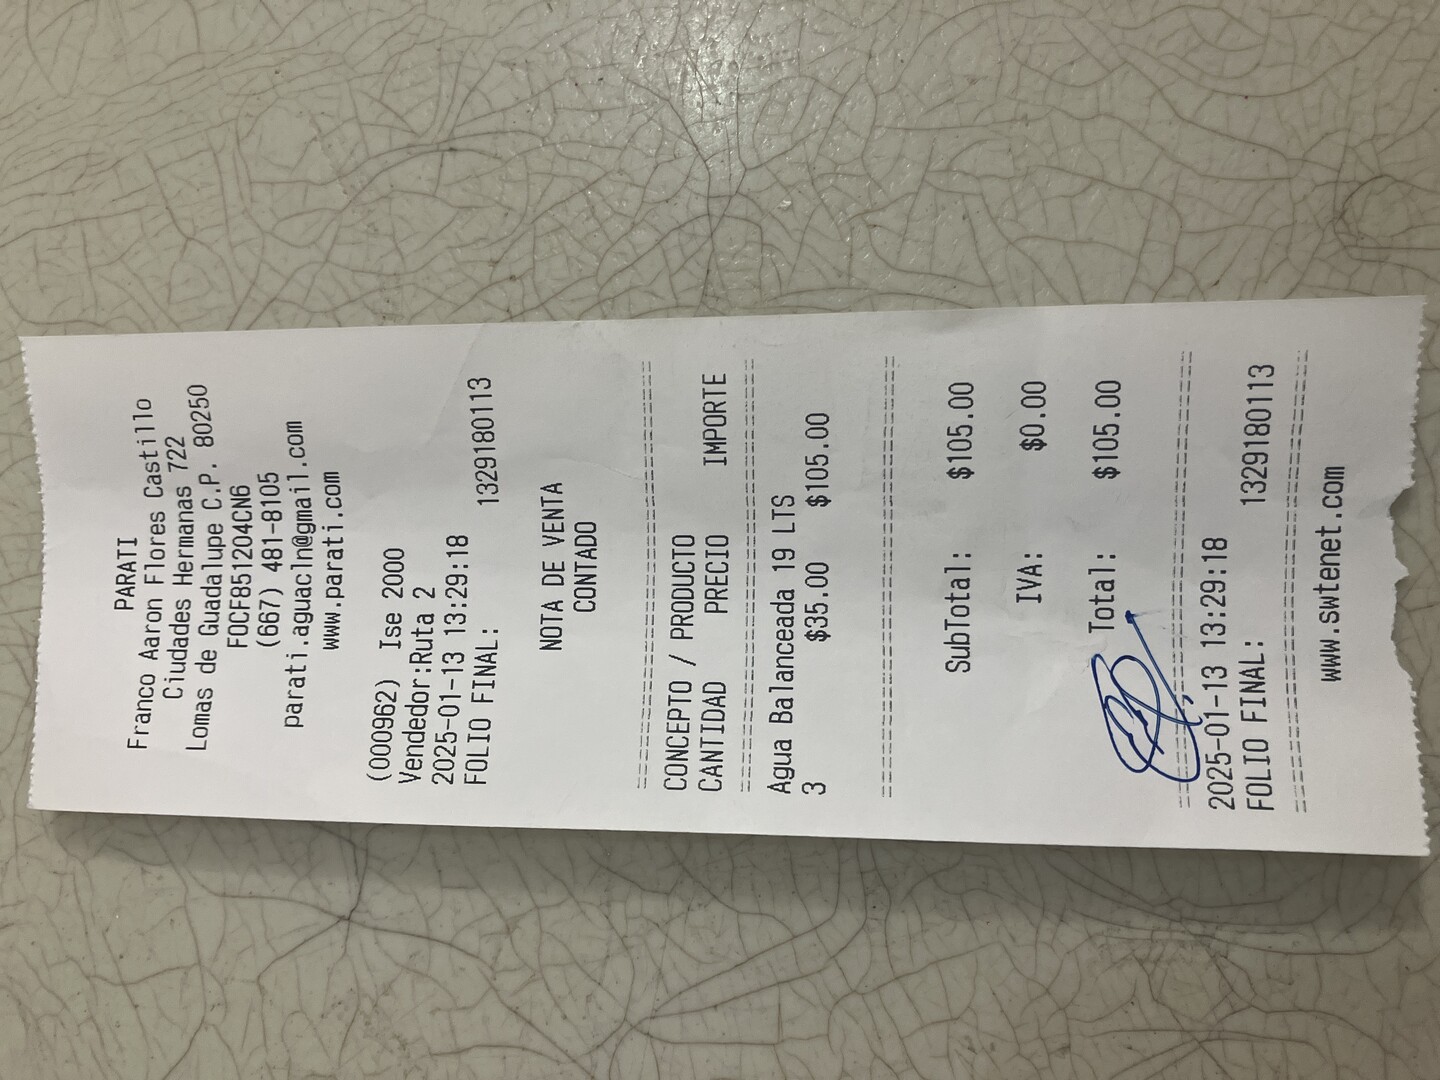 PARATI
Franco Aaron Flores Castillo
Ciudades Hermanas 722
Lomas de Guadalupe C.P. 80250
FOCF851204CN6
(667) 481-8105
parati.aguacln@gmail.com
www.parati.com
(000962) Ise 2000
Vendedor:Ruta 2
2025-01-13 13:29:18
FOLIO FINAL: 1329180113
NOTA DE VENTA
CONTADO
CONCEPTO / PRODUCTO
CANTIDAD PRECIO IMPORTE
Agua Balanceada 19 LTS
3 $35.00 $105.00
SubTotal: $105.00
IVA: $0.00
Total: $105.00
2025-01-13 13:29:18
FOLIO FINAL: 1329180113
www.swtenet.com